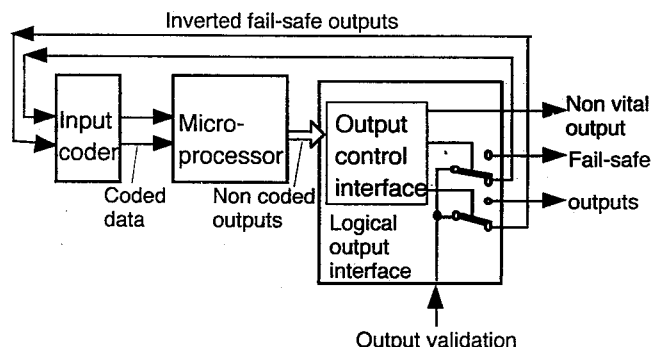 Inverted fail-safe outputs
Input
coder
Micro-
processor
Output
control
interface
Logical
output
interface
Non vital
output
Fail-safe
outputs
Coded
data
Non coded
outputs
Output validation